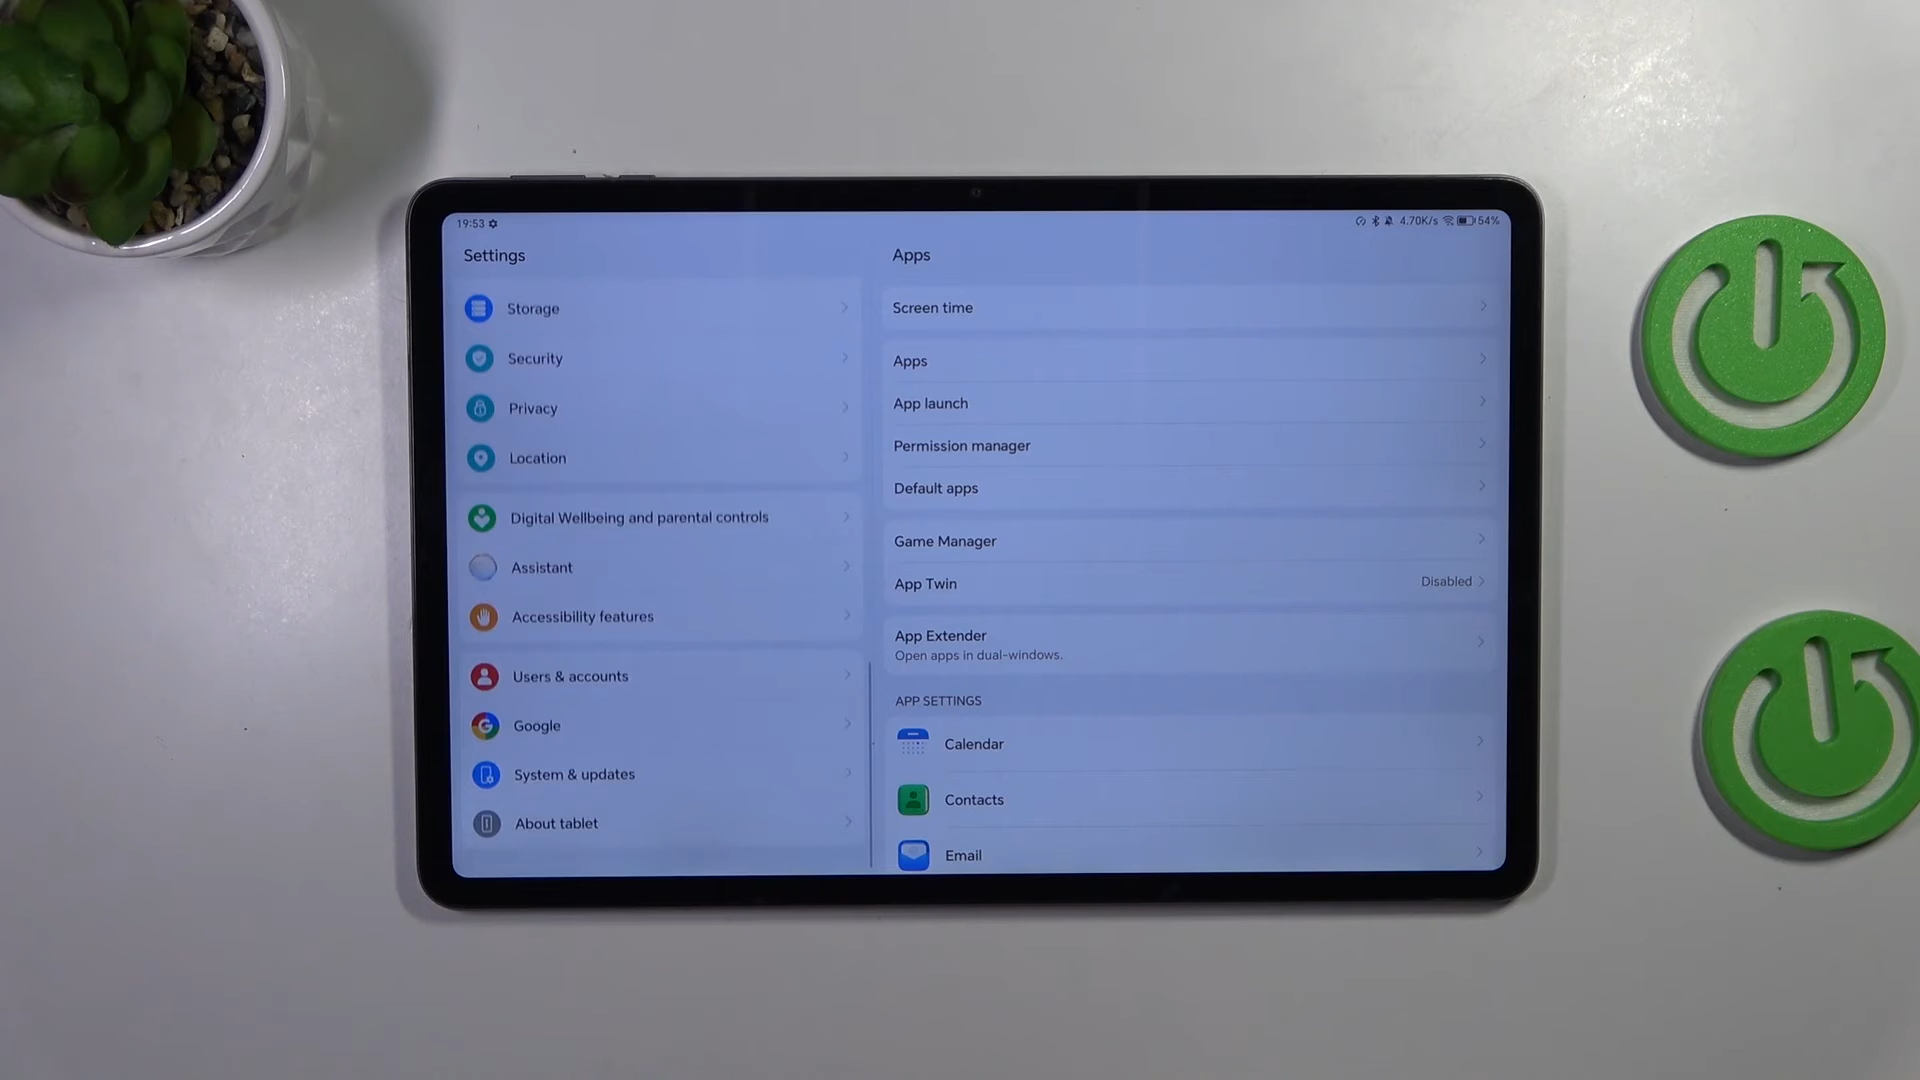 19:53
4.70K/s 54%
Settings
Storage
Security
Privacy
Location
Digital Wellbeing and parental controls
Assistant
Accessibility features
Users & accounts
Google
System & updates
About tablet
Apps
Screen time
Apps
App launch
Permission manager
Default apps
Game Manager
App Twin Disabled
App Extender
Open apps in dual-windows.
APP SETTINGS
Calendar
Contacts
Email